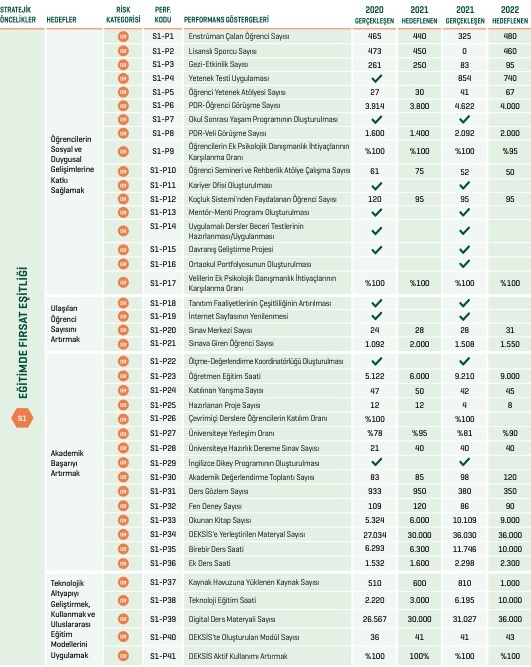 STRATEJİK ÖNCELİKLER HEDEFLER RİSK KATEGORİSİ PERF. KODU PERFORMANS GÖSTERGELERİ 2020 GERÇEKLEŞEN 2021 HEDEFLENEN 2021 GERÇEKLEŞEN 2022 HEDEFLENEN
EĞİTİMDE FIRSAT EŞİTLİĞİ
S1
Öğrencilerin
Sosyal ve
Duygusal
Gelişimlerine
Katkı
Sağlamak
OR S1-P1 Enstrüman Çalan Öğrenci Sayısı 465 440 325 480
OR S1-P2 Lisanslı Sporcu Sayısı 473 450 0 460
OR S1-P3 Gezi-Etkinlik Sayısı 261 250 83 95
OR S1-P4 Yetenek Testi Uygulaması ✓ 854 740
OR S1-P5 Öğrenci Yetenek Atölyesi Sayısı 27 30 41 67
OR S1-P6 PDR-Öğrenci Görüşme Sayısı 3.914 3.800 4.622 4.000
OR S1-P7 Okul Sonrası Yaşam Programının Oluşturulması ✓ ✓
OR S1-P8 PDR-Veli Görüşme Sayısı 1.600 1.400 2.092 2.000
OR S1-P9 Öğrencilerin Ek Psikolojik Danışmanlık İhtiyaçlarının
Karşılanma Oranı %100 %100 %100 %95
OR S1-P10 Öğrenci Semineri ve Rehberlik Atölye Çalışma Sayısı 61 75 52 50
OR S1-P11 Kariyer Ofisi Oluşturulması ✓ ✓
OR S1-P12 Koçluk Sistemi'nden Faydalanan Öğrenci Sayısı 120 95 95 95
OR S1-P13 Mentör-Menti Programı Oluşturulması ✓ ✓
OR S1-P14 Uygulamalı Dersler Beceri Testlerinin
Hazırlanması/Uygulanması ✓ ✓
OR S1-P15 Davranış Geliştirme Projesi ✓ ✓
OR S1-P16 Ortaokul Portfolyosunun Oluşturulması ✓
OR S1-P17 Velilerin Ek Psikolojik Danışmanlık İhtiyaçlarının
Karşılanma Oranı %100 %100 %100 %100
Ulaşılan
Öğrenci
Sayısını
Artırmak
OR S1-P18 Tanıtım Faaliyetlerinin Çeşitliliğinin Artırılması ✓ ✓
OR S1-P19 İnternet Sayfasının Yenilenmesi ✓ ✓
OR S1-P20 Sınav Merkezi Sayısı 24 28 28 31
OR S1-P21 Sınava Giren Öğrenci Sayısı 1.092 2.000 1.508 1.550
Akademik
Başarıyı
Artırmak
OR S1-P22 Ölçme-Değerlendirme Koordinatörlüğü Oluşturulması ✓ ✓
OR S1-P23 Öğretmen Eğitim Saati 5.122 6.000 9.210 9.000
OR S1-P24 Katılınan Yarışma Sayısı 47 50 42 45
OR S1-P25 Hazırlanan Proje Sayısı 12 12 4 8
OR S1-P26 Çevrimiçi Derslere Öğrencilerin Katılım Oranı %100 %100
OR S1-P27 Üniversiteye Yerleşim Oranı %78 %95 %81 %90
OR S1-P28 Üniversiteye Hazırlık Deneme Sınav Sayısı 21 40 40 40
OR S1-P29 İngilizce Dikey Programının Oluşturulması ✓ ✓
OR S1-P30 Akademik Değerlendirme Toplantı Sayısı 83 85 98 120
OR S1-P31 Ders Gözlem Sayısı 933 950 380 350
OR S1-P32 Fen Deney Sayısı 109 120 86 90
OR S1-P33 Okunan Kitap Sayısı 5.324 6.000 10.109 9.000
OR S1-P34 DEKSİS'e Yerleştirilen Materyal Sayısı 27.034 30.000 36.030 36.000
OR S1-P35 Birebir Ders Saati 6.293 6.300 11.746 10.000
OR S1-P36 Ek Ders Saati 1.532 1.600 2.298 2.300
Teknolojik
Altyapıyı
Geliştirmek,
Kullanmak ve
Uluslararası
Eğitim
Modellerini
Uygulamak
OR S1-P37 Kaynak Havuzuna Yüklenen Kaynak Sayısı 510 600 810 1.000
OR S1-P38 Teknoloji Eğitim Saati 2.220 3.000 6.195 10.000
OR S1-P39 Digital Ders Materyali Sayısı 26.567 30.000 31.027 36.000
OR S1-P40 DEKSİS'te Oluşturulan Modül Sayısı 36 41 41 43
OR S1-P41 DEKSİS Aktif Kullanımı Artırmak %100 100% %100 %100